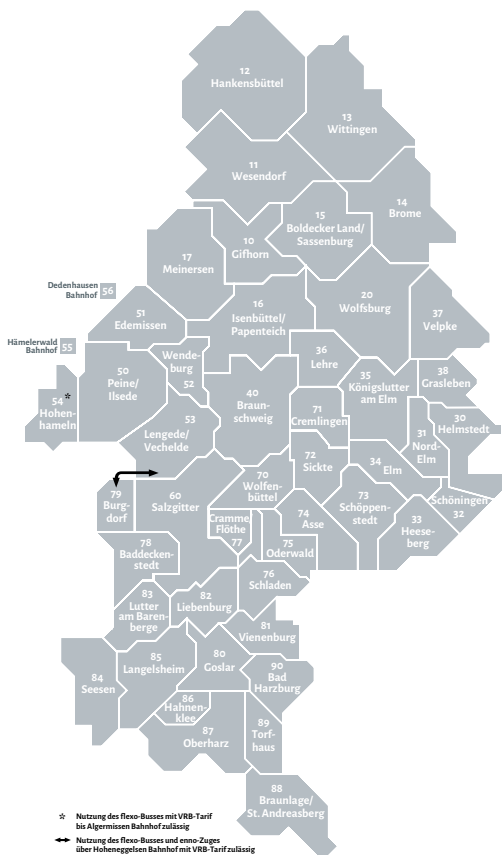 12
Hankensbüttel
13
Wittingen
11
Wesendorf
14
Brome
15
Boldecker Land/
Sassenburg
10
Gifhorn
17
Meinersen
Dedenhausen
Bahnhof 56
16
Isenbüttel/
Papenteich
20
Wolfsburg
51
Edemissen
37
Velpke
Hämelerwald
Bahnhof 55
Wende-
burg
52
36
Lehre
50
Peine/
Ilsede
35
Königslutter
am Elm
38
Grasleben
54 *
Hohen-
hameln
40
Braun-
schweig
53
Lengede/
Vechelde
71
Cremlingen
30
Helmstedt
31
Nord-
Elm
72
Sickte
34 Elm
70
Wolfen-
büttel
79
Burg-
dorf
60
Salzgitter
73
Schöppen-
stedt
Schöningen
32
74
Asse
33
Heese-
berg
Cramme/
Flöthe
77
75
Oderwald
78
Baddecken-
stedt
76
Schladen
83
Lutter
am Baren-
berge
82
Liebenburg
81
Vienenburg
84
Seesen
85
Langelsheim
80
Goslar
90
Bad
Harzburg
86
Hahnen-
klee
87
Oberharz
89
Torf-
haus
88
Braunlage/
St. Andreasberg
* Nutzung des flexo-Busses mit VRB-Tarif
bis Algermissen Bahnhof zulässig
Nutzung des flexo-Busses und enno-Zuges
über Hoheneggelsen Bahnhof mit VRB-Tarif zulässig